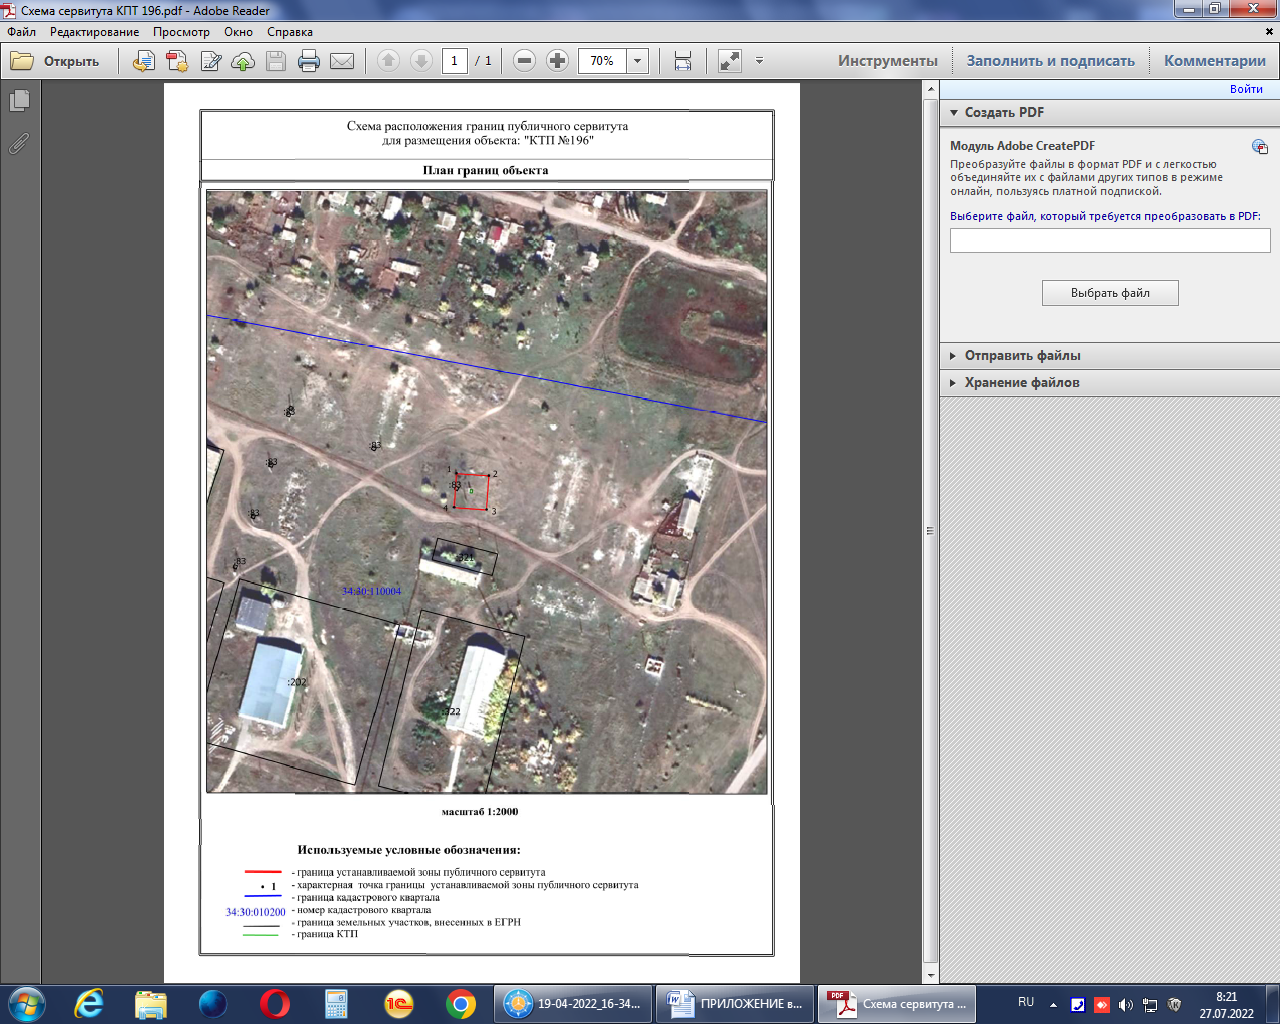 Схема сервитута КПТ 196.pdf - Adobe Reader
Файл Редактирование Просмотр Окно Справка
Открыть 1 / 1 70% Инструменты Заполнить и подписать Комментарии
Войти
Создать PDF
Модуль Adobe CreatePDF
Преобразуйте файлы в формат PDF и с легкостью
объединяйте их с файлами других типов в режиме
онлайн, пользуясь платной подпиской.
Выберите файл, который требуется преобразовать в PDF:
Выбрать файл
Отправить файлы
Хранение файлов
Схема расположения границ публичного сервитута
для размещения объекта: "КТП №196"
План границ объекта
:83
:83
:83
1
2
:83
4
3
:83
:83
:321
34:30:110004
:202
:322
масштаб 1:2000
Используемые условные обозначения:
- граница устанавливаемой зоны публичного сервитута
1 - характерная точка границы устанавливаемой зоны публичного сервитута
- граница кадастрового квартала
34:30:010200 - номер кадастрового квартала
- граница земельных участков, внесенных в ЕГРН
- граница КТП
19-04-2022_16-34...
ПРИЛОЖЕНИЕ в...
Схема сервитута ...
RU
8:21
27.07.2022